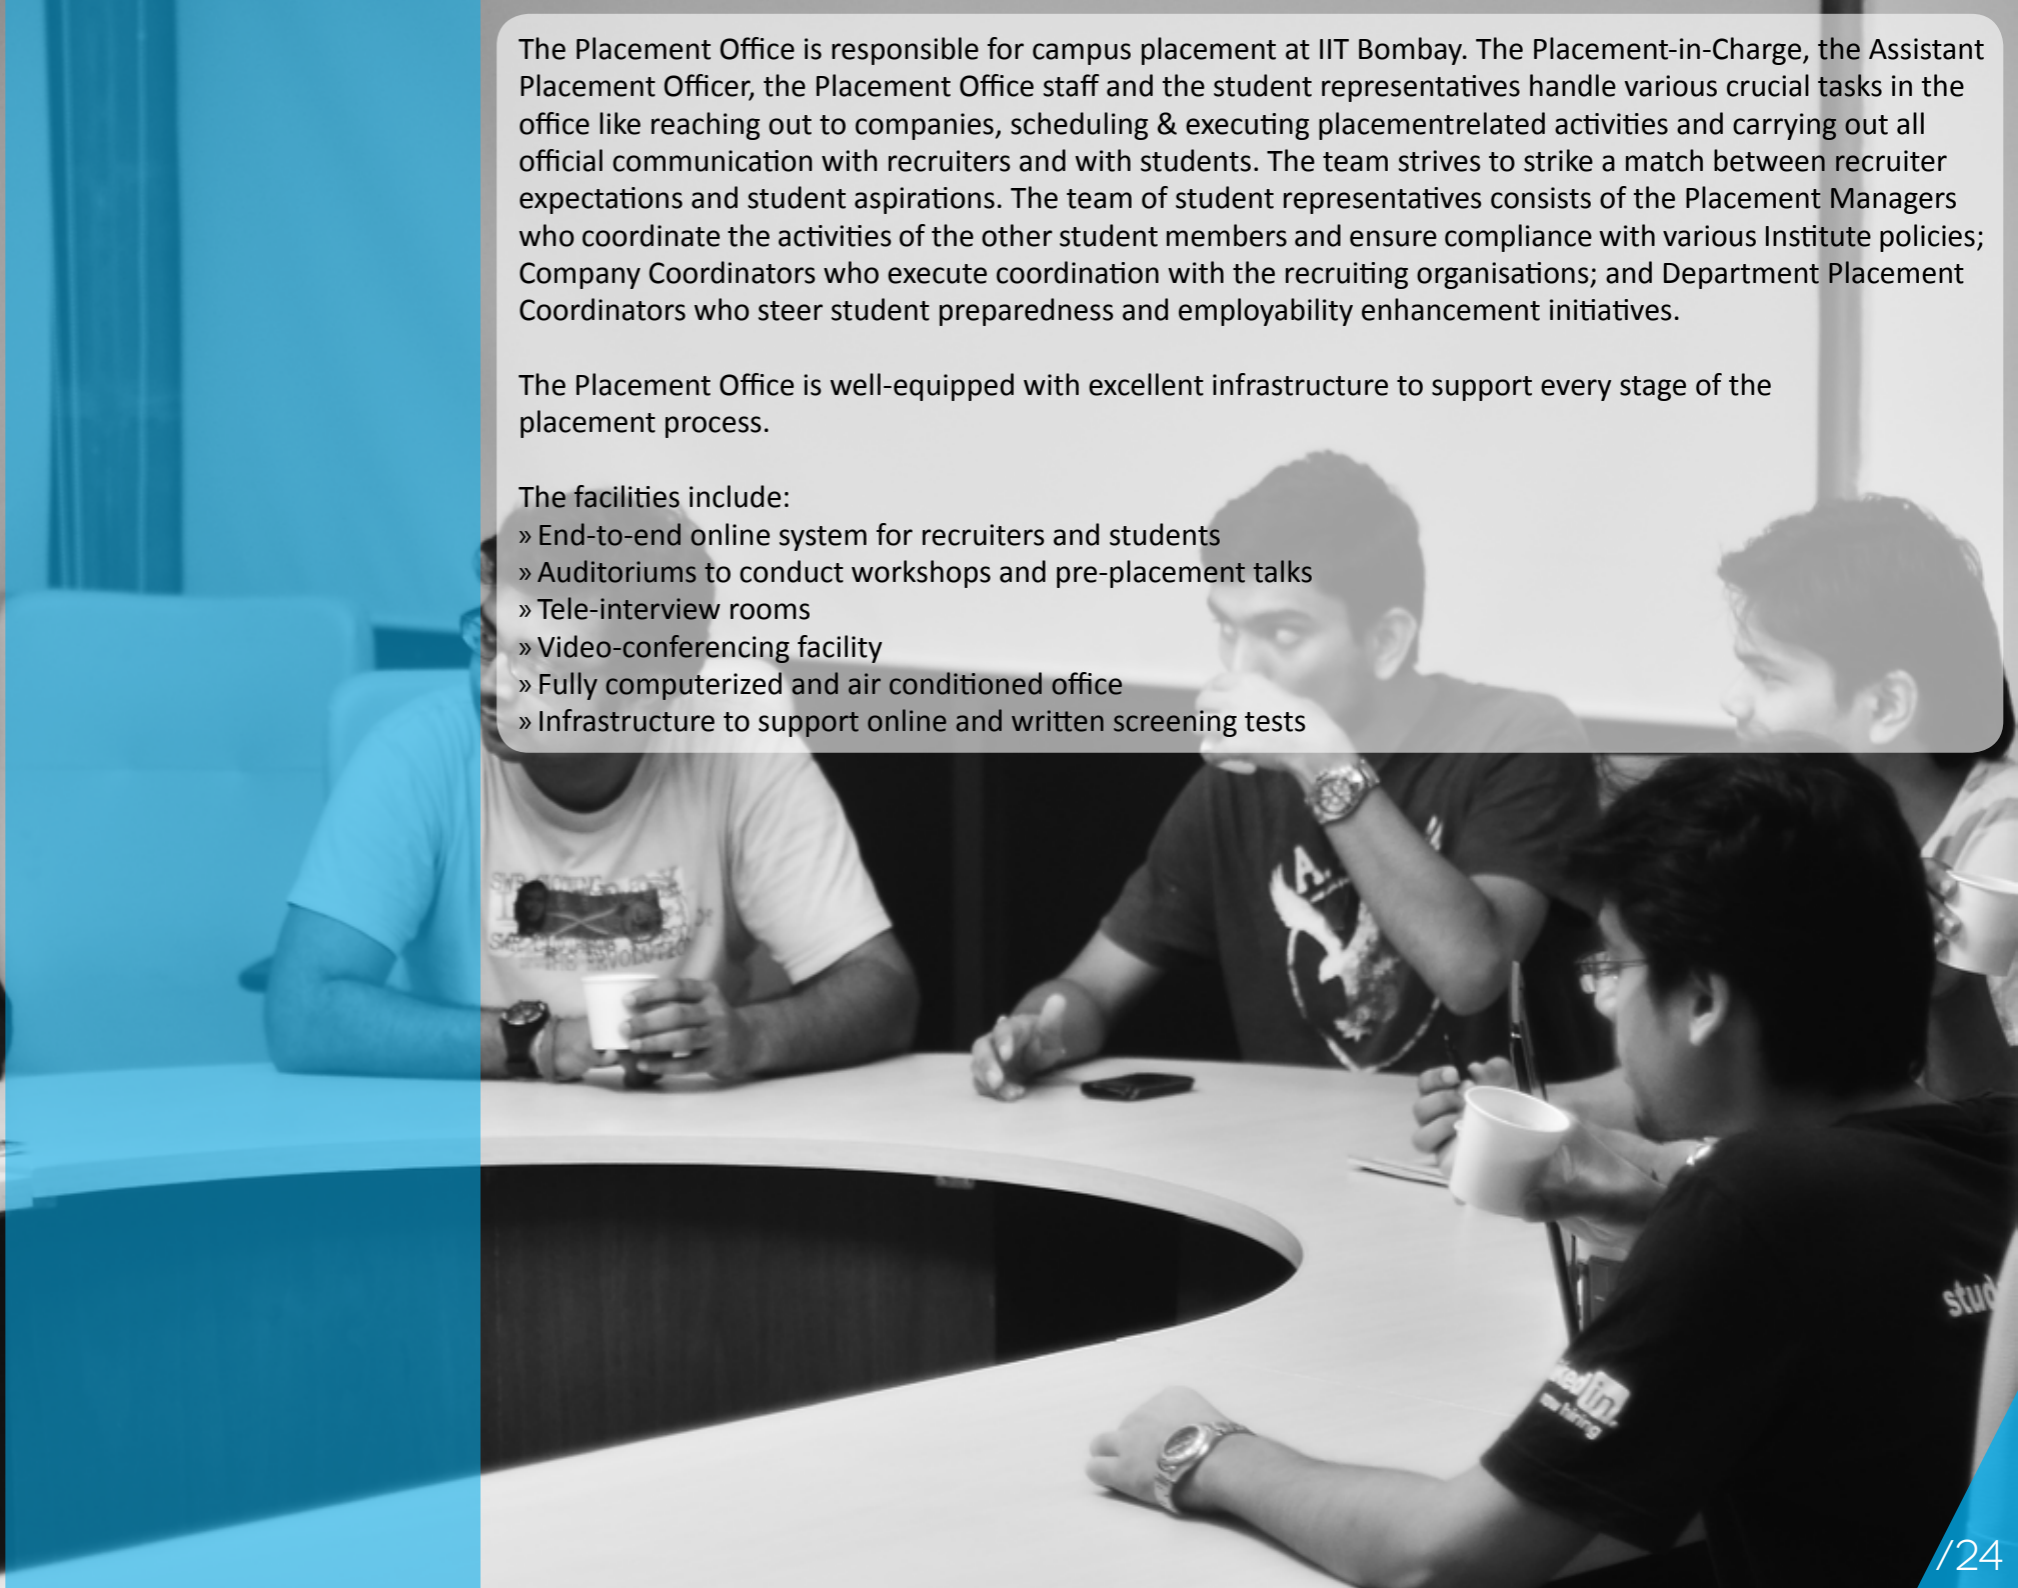 The Placement Office is responsible for campus placement at IIT Bombay. The Placement-in-Charge, the Assistant
Placement Officer, the Placement Office staff and the student representatives handle various crucial tasks in the
office like reaching out to companies, scheduling & executing placementrelated activities and carrying out all
official communication with recruiters and with students. The team strives to strike a match between recruiter
expectations and student aspirations. The team of student representatives consists of the Placement Managers
who coordinate the activities of the other student members and ensure compliance with various Institute policies;
Company Coordinators who execute coordination with the recruiting organisations; and Department Placement
Coordinators who steer student preparedness and employability enhancement initiatives.
The Placement Office is well-equipped with excellent infrastructure to support every stage of the
placement process.
The facilities include:
» End-to-end online system for recruiters and students
» Auditoriums to conduct workshops and pre-placement talks
» Tele-interview rooms
» Video-conferencing facility
» Fully computerized and air conditioned office
» Infrastructure to support online and written screening tests
A.
stud
ked in.
now hiring
/24